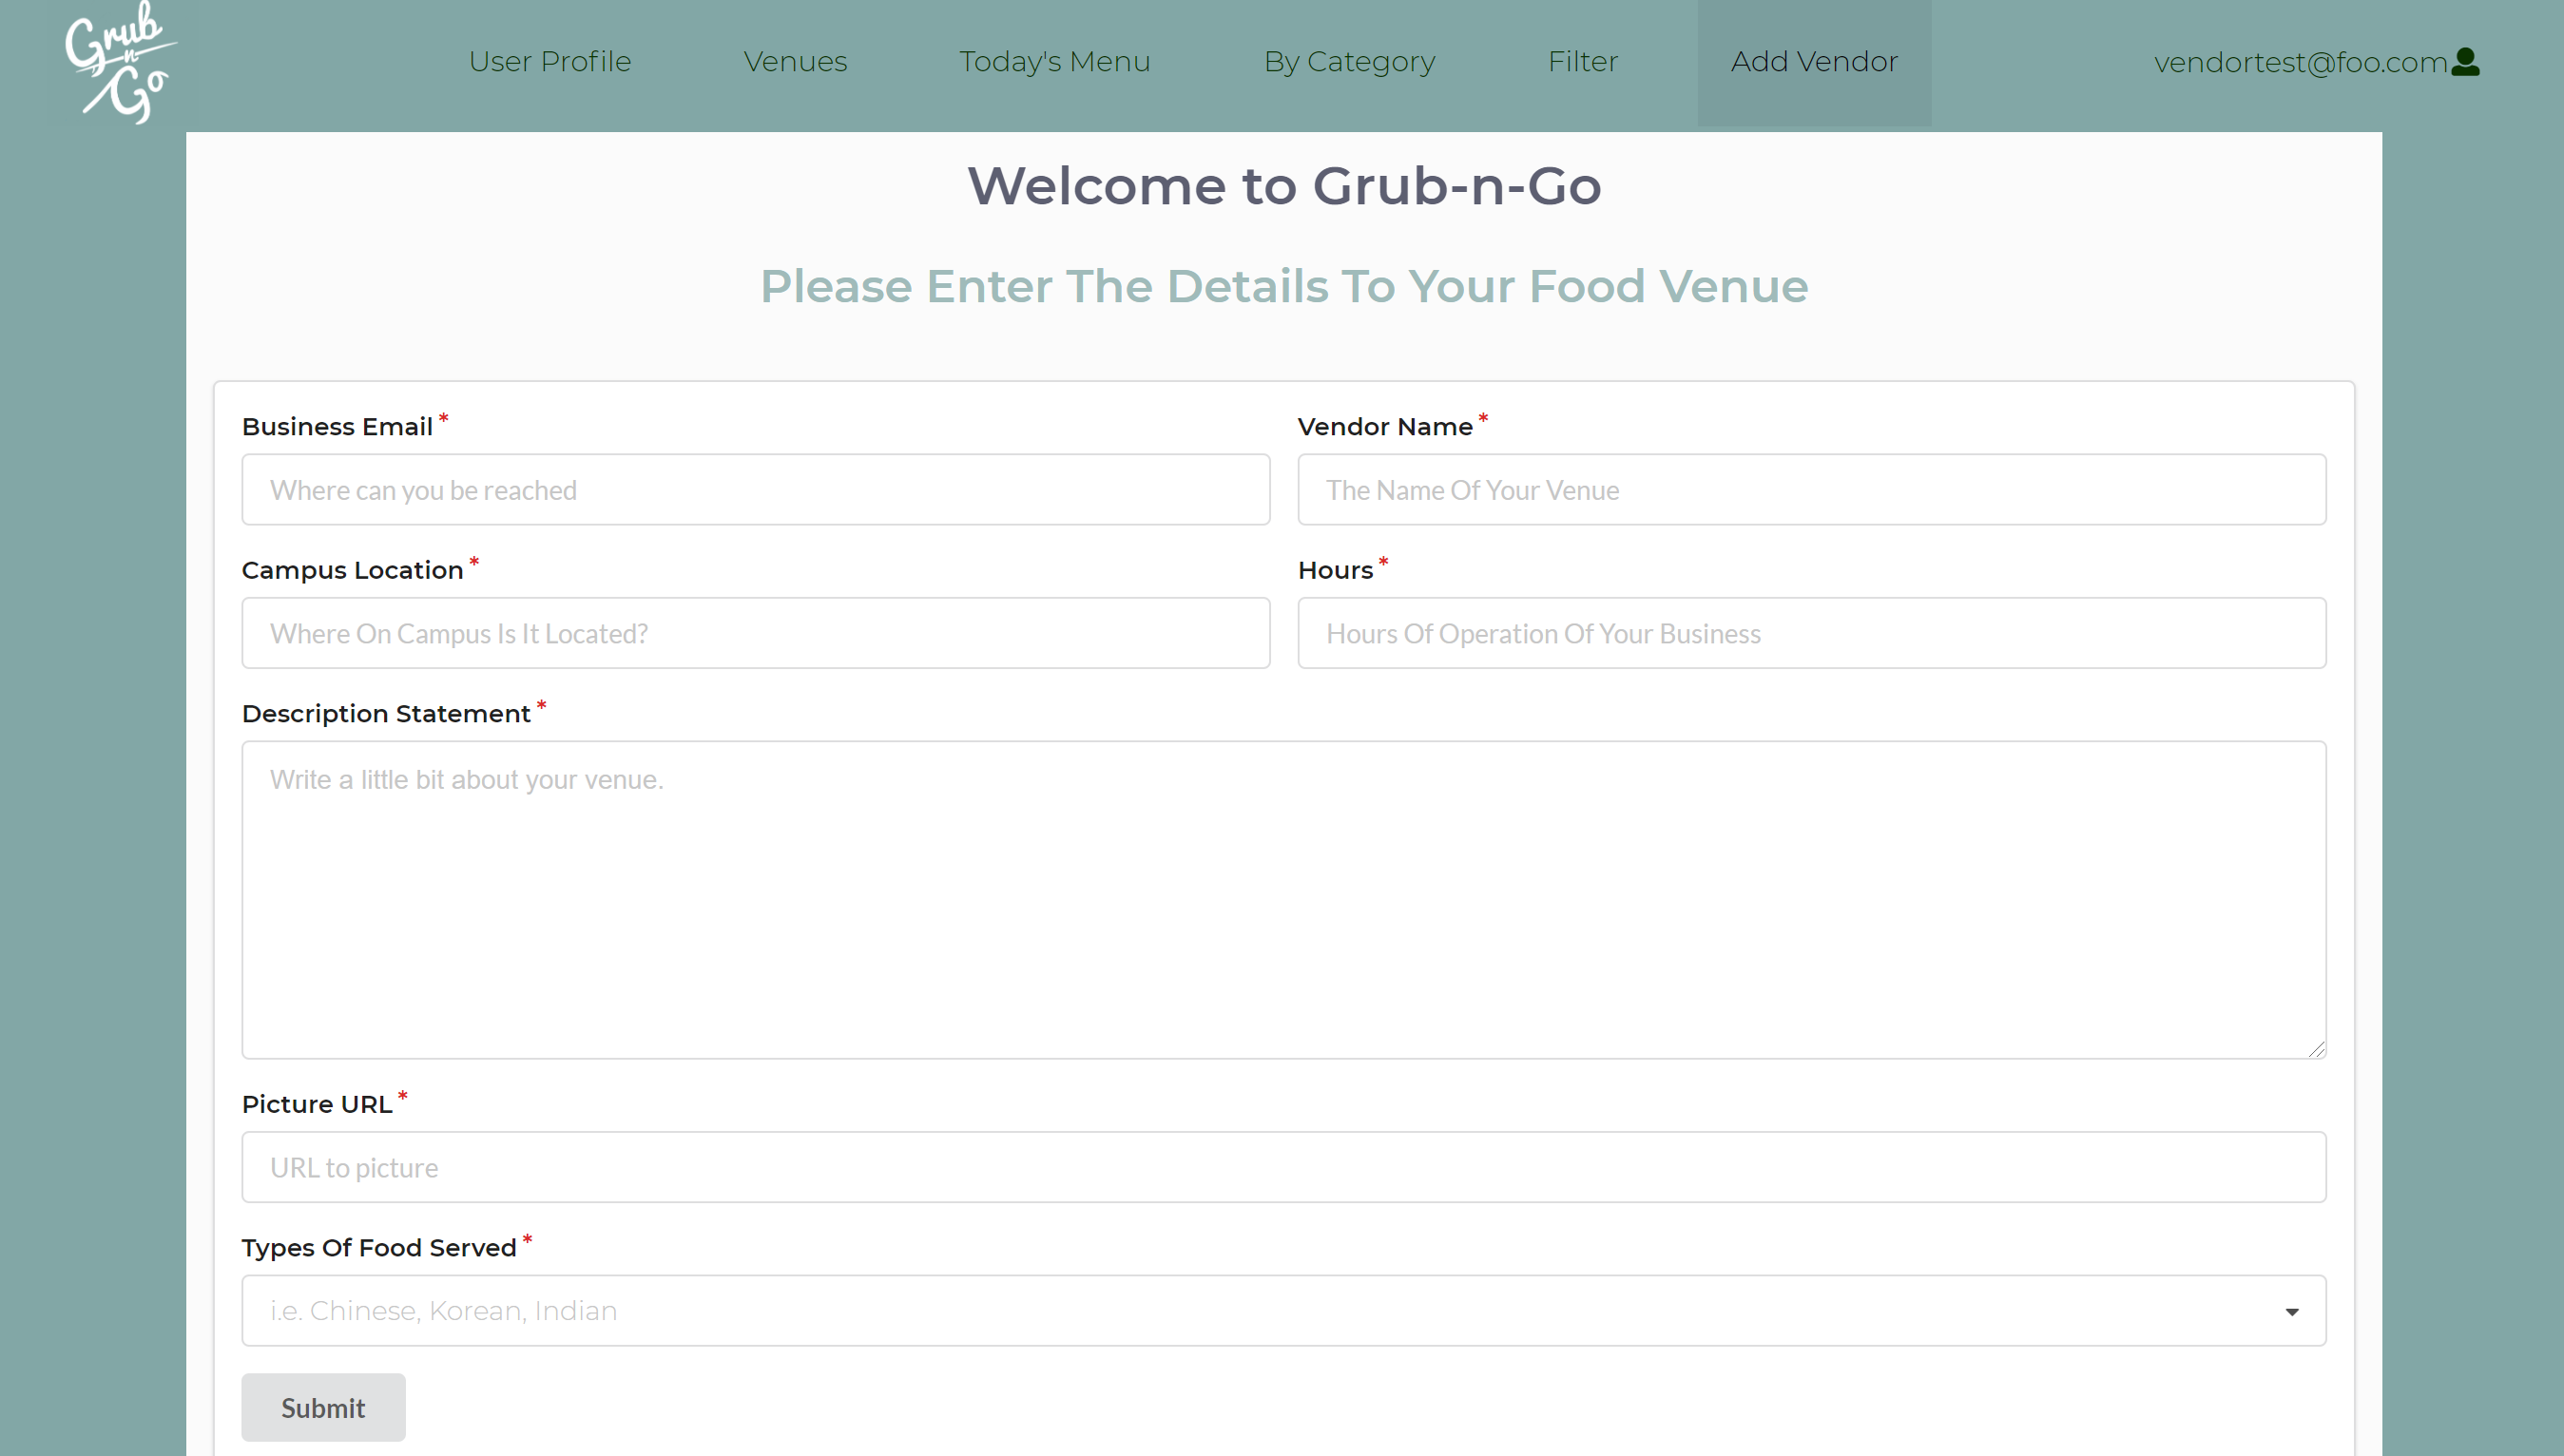 Grub
n
Go
User Profile
Venues
Today's Menu
By Category
Filter
Add Vendor
vendortest@foo.com
Welcome to Grub-n-Go
Please Enter The Details To Your Food Venue
Business Email *
Vendor Name *
Where can you be reached
The Name Of Your Venue
Campus Location *
Hours *
Where On Campus Is It Located?
Hours Of Operation Of Your Business
Description Statement *
Write a little bit about your venue.
Picture URL *
URL to picture
Types Of Food Served *
i.e. Chinese, Korean, Indian
Submit